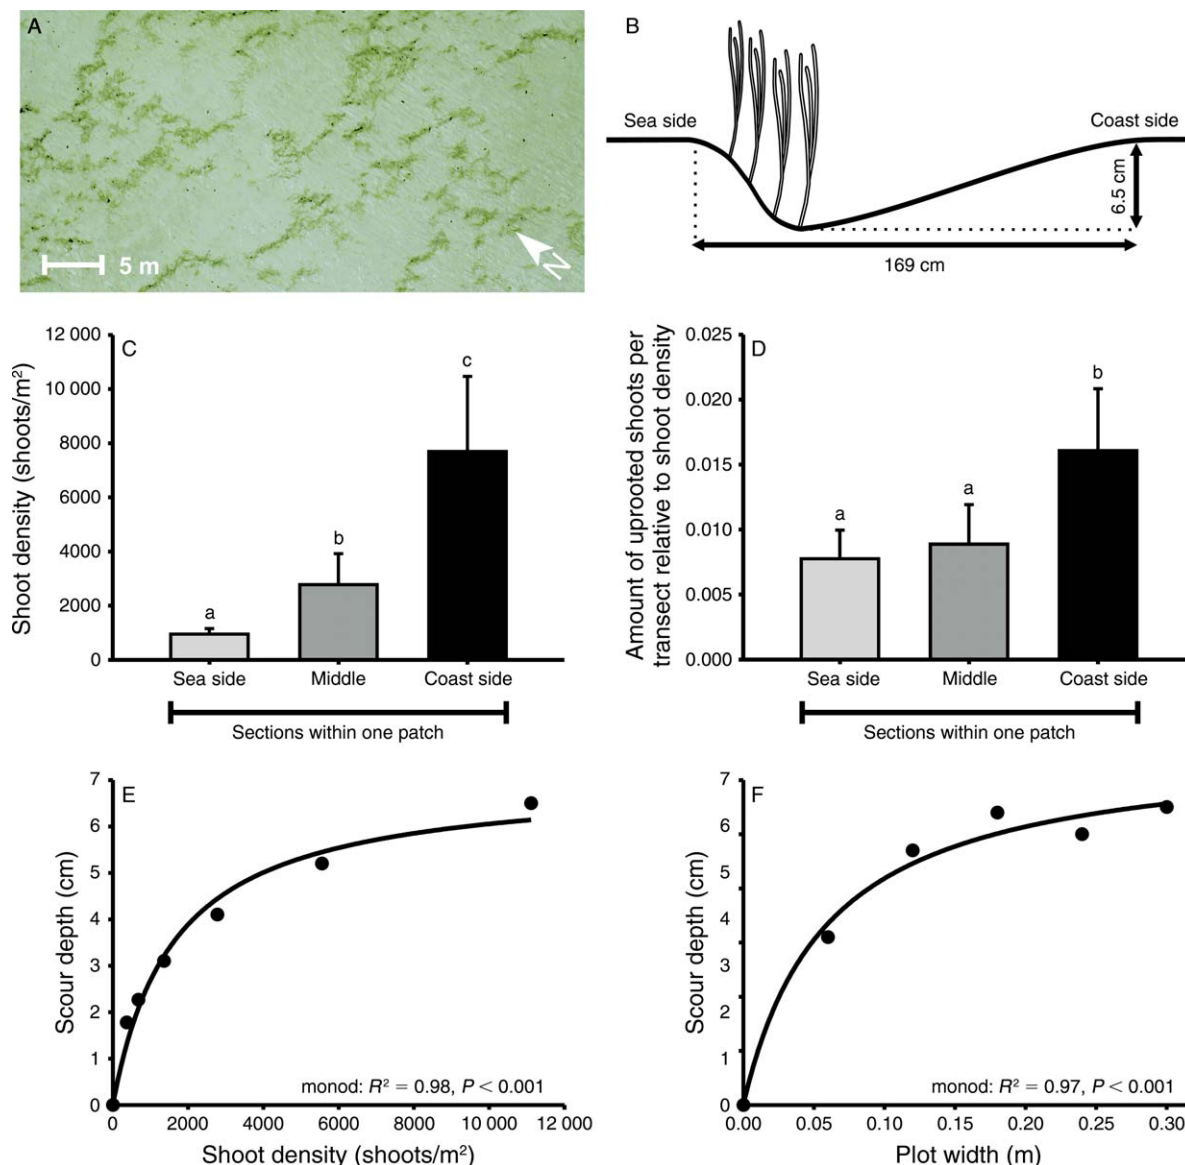 A
5 m
N
B
Sea side
Coast side
6.5 cm
169 cm
C
Shoot density (shoots/m²)
12 000
10 000
8000
6000
4000
2000
0
a
b
c
Sea side
Middle
Coast side
Sections within one patch
D
Amount of uprooted shoots per
transect relative to shoot density
0.025
0.020
0.015
0.010
0.005
0.000
a
a
b
Sea side
Middle
Coast side
Sections within one patch
E
Scour depth (cm)
7
6
5
4
3
2
1
0
monod: R² = 0.98, P < 0.001
0 2000 4000 6000 8000 10 000 12 000
Shoot density (shoots/m²)
F
Scour depth (cm)
7
6
5
4
3
2
1
0
monod: R² = 0.97, P < 0.001
0.00 0.05 0.10 0.15 0.20 0.25 0.30
Plot width (m)